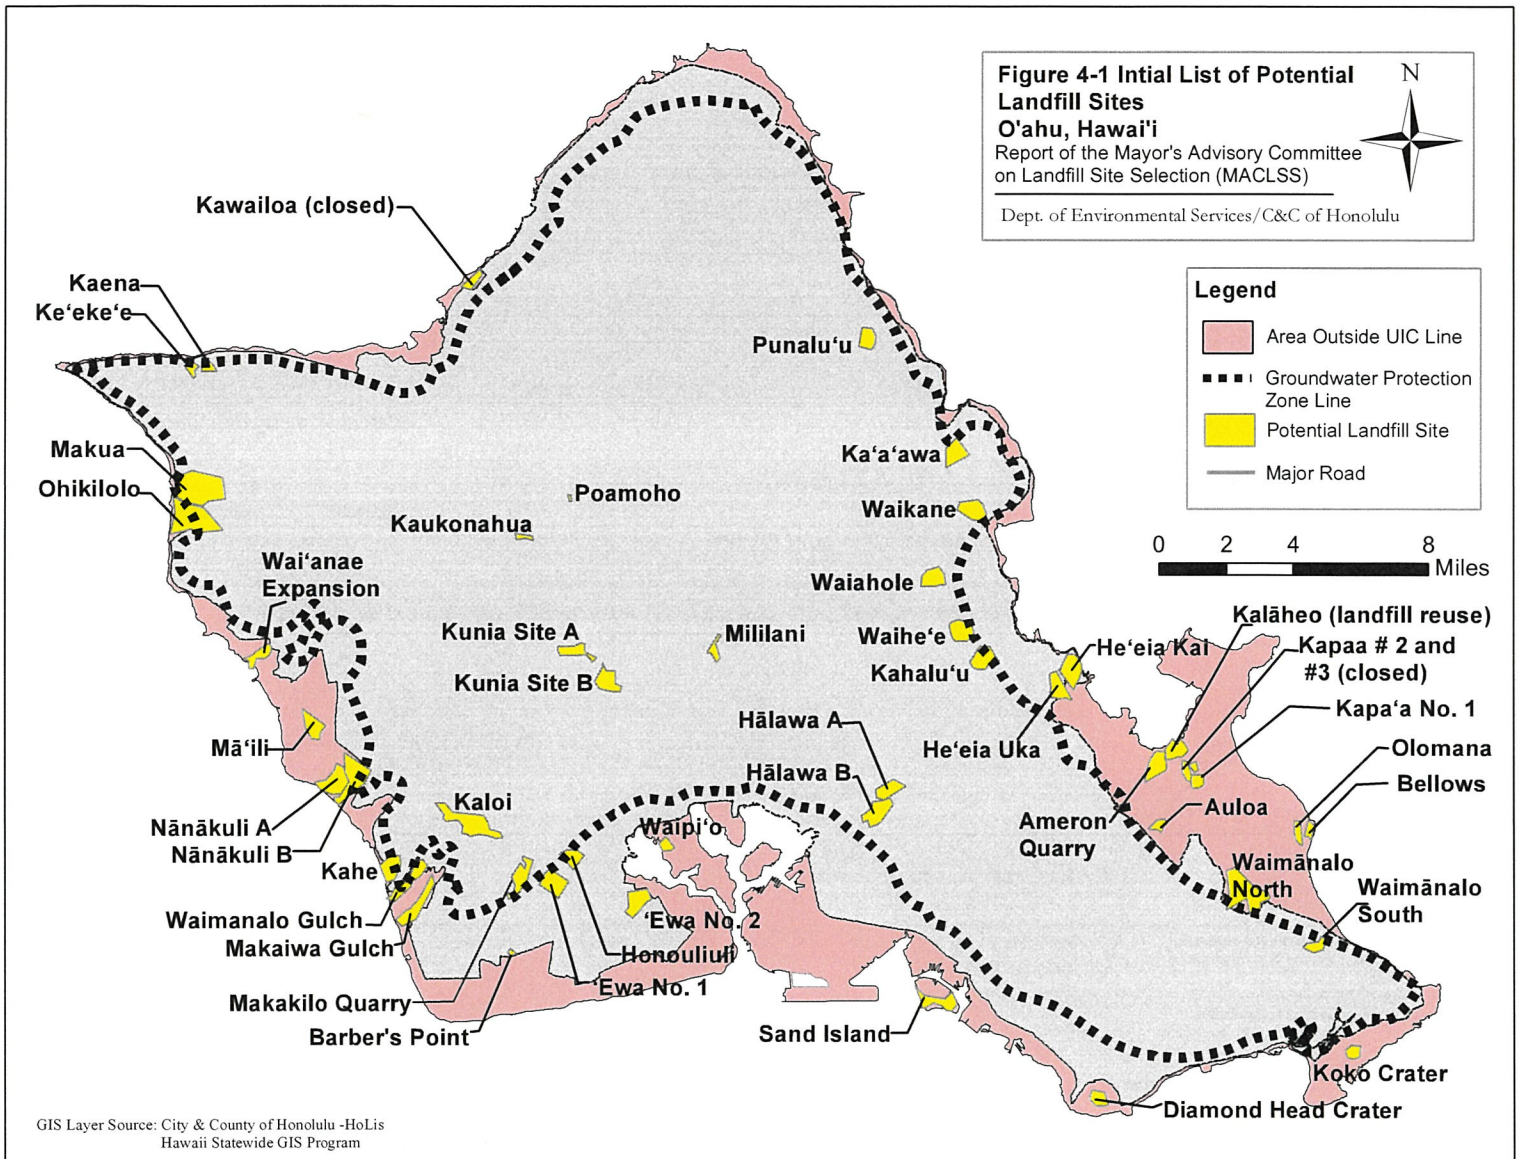 Figure 4-1 Intial List of Potential
Landfill Sites
O'ahu, Hawai'i
Report of the Mayor's Advisory Committee
on Landfill Site Selection (MACLSS)
Dept. of Environmental Services/C&C of Honolulu
N
Legend
Area Outside UIC Line
Groundwater Protection
Zone Line
Potential Landfill Site
Major Road
0 2 4 8
Miles
Kawailoa (closed)
Kaena
Ke‘eke‘e
Punalu‘u
Makua
Ohikilolo
Ka‘a‘awa
Poamoho
Waikane
Kaukonahua
Wai‘anae
Expansion
Waiahole
Kunia Site A
Mililani
Waihe‘e
Kunia Site B
Kahalu‘u
He‘eia Kai
Kalāheo (landfill reuse)
Kapaa # 2 and
#3 (closed)
Kapa‘a No. 1
Hālawa A
He‘eia Uka
Olomana
Mā‘ili
Hālawa B
Bellows
Kaloi
Auloa
Nānākuli A
Nānākuli B
Waipi‘o
Ameron
Quarry
Kahe
Waimānalo
North
Waimānalo
South
Waimanalo Gulch
Makaiwa Gulch
‘Ewa No. 2
Honouliuli
‘Ewa No. 1
Makakilo Quarry
Barber's Point
Sand Island
Koko Crater
Diamond Head Crater
GIS Layer Source: City & County of Honolulu -HoLis
Hawaii Statewide GIS Program